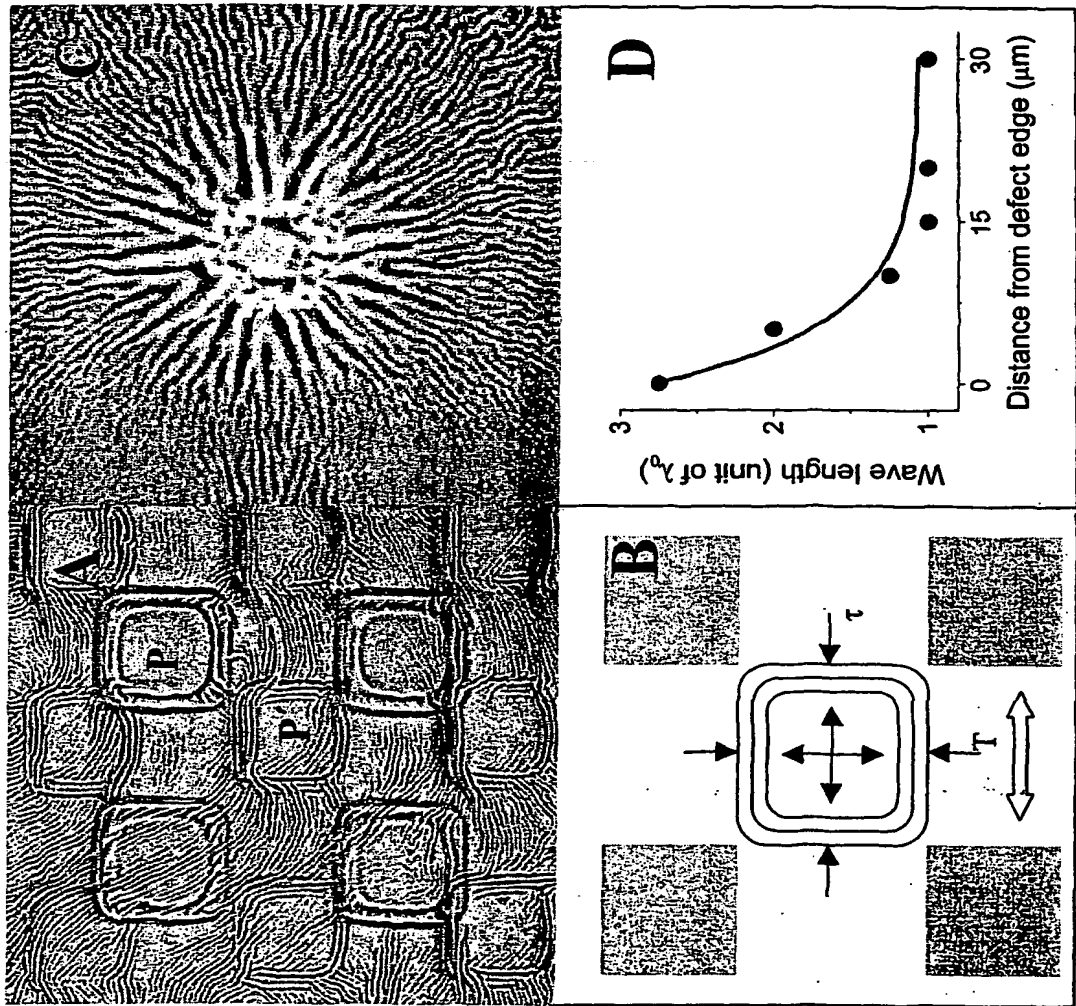 A
P
P
C
B
τ
T
D
Wave length (unit of λ₀)
3
2
1
0
15
30
Distance from defect edge (μm)